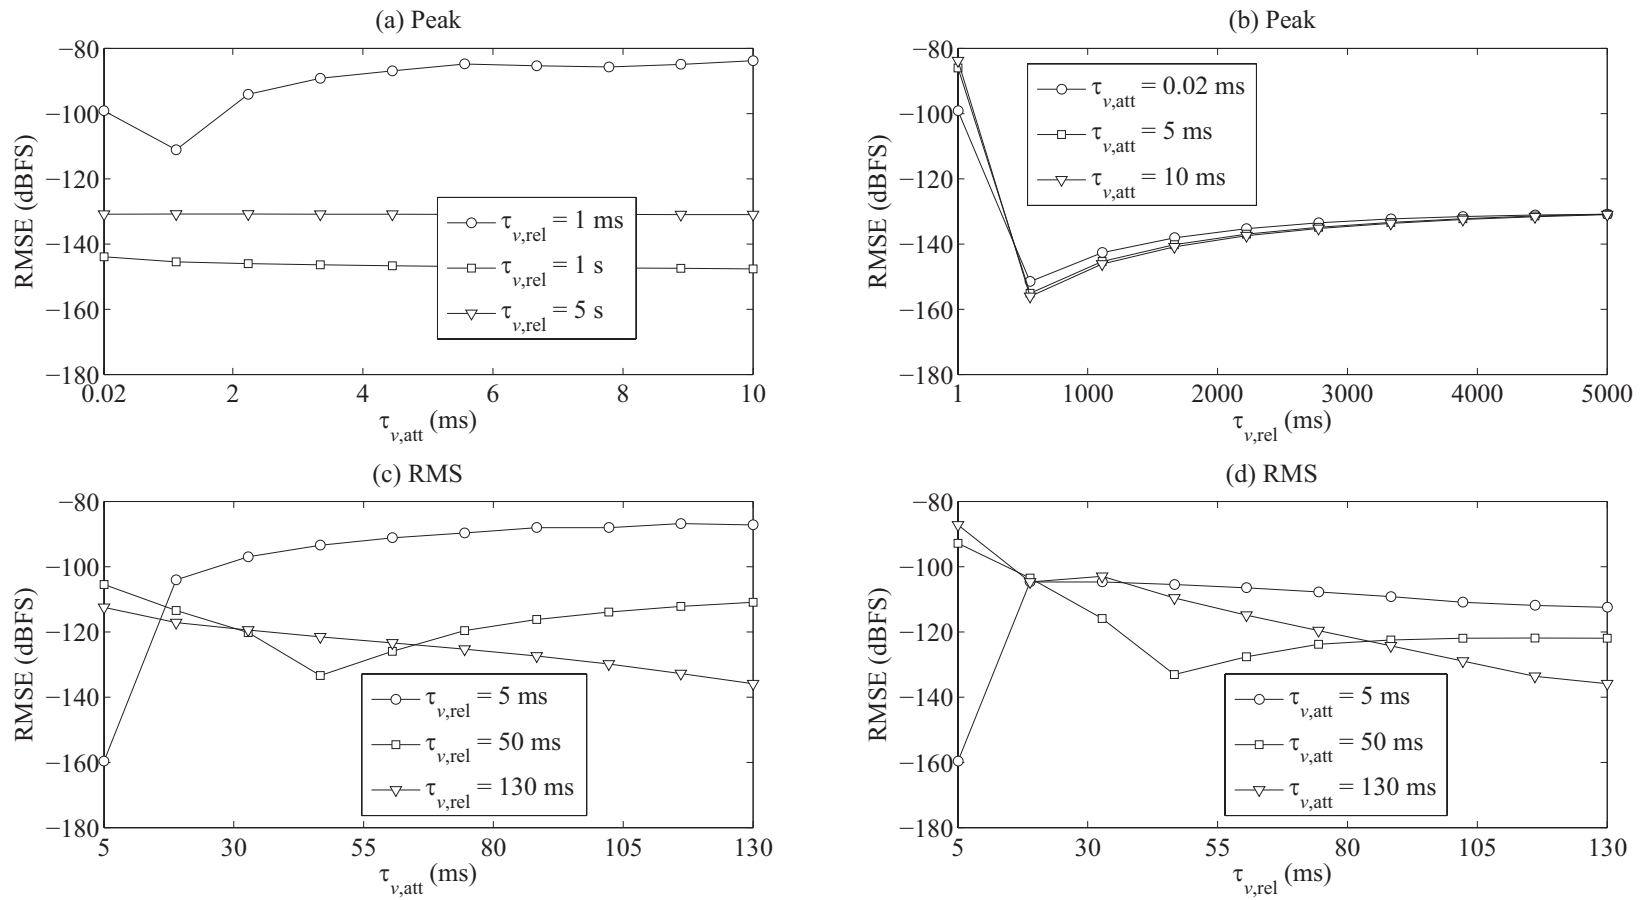 (a) Peak
RMSE (dBFS)
−80
−100
−120
−140
−160
−180
0.02 2 4 6 8 10
τv,att (ms)
τv,rel = 1 ms
τv,rel = 1 s
τv,rel = 5 s
(b) Peak
RMSE (dBFS)
−80
−100
−120
−140
−160
−180
1 1000 2000 3000 4000 5000
τv,rel (ms)
τv,att = 0.02 ms
τv,att = 5 ms
τv,att = 10 ms
(c) RMS
RMSE (dBFS)
−80
−100
−120
−140
−160
−180
5 30 55 80 105 130
τv,att (ms)
τv,rel = 5 ms
τv,rel = 50 ms
τv,rel = 130 ms
(d) RMS
RMSE (dBFS)
−80
−100
−120
−140
−160
−180
5 30 55 80 105 130
τv,rel (ms)
τv,att = 5 ms
τv,att = 50 ms
τv,att = 130 ms